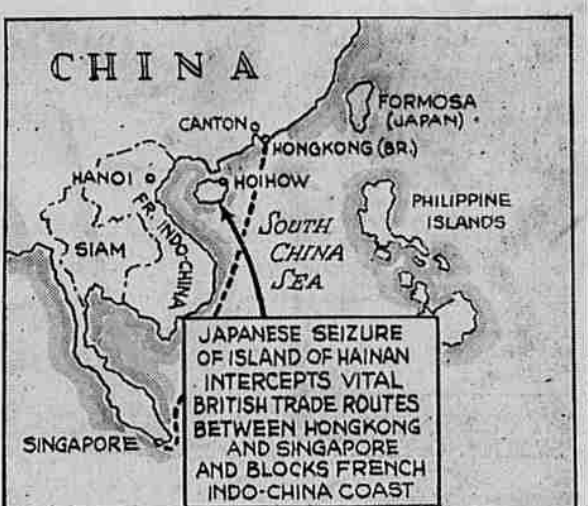 CHINA
FORMOSA
(JAPAN)
CANTON
HONGKONG (BR.)
HANOI
HOIHOW
FR. INDO-CHINA
PHILIPPINE
ISLANDS
SIAM
SOUTH
CHINA
SEA
JAPANESE SEIZURE
OF ISLAND OF HAINAN
INTERCEPTS VITAL
BRITISH TRADE ROUTES
BETWEEN HONGKONG
AND SINGAPORE
AND BLOCKS FRENCH
INDO-CHINA COAST
SINGAPORE